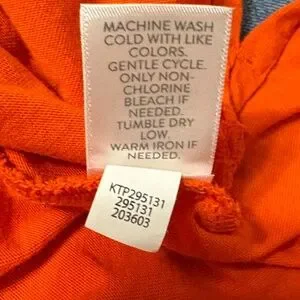 MACHINE WASH
COLD WITH LIKE
COLORS.
GENTLE CYCLE.
ONLY NON-
CHLORINE
BLEACH IF
NEEDED.
TUMBLE DRY
LOW.
WARM IRON IF
NEEDED.
KTP295131
295131
203603